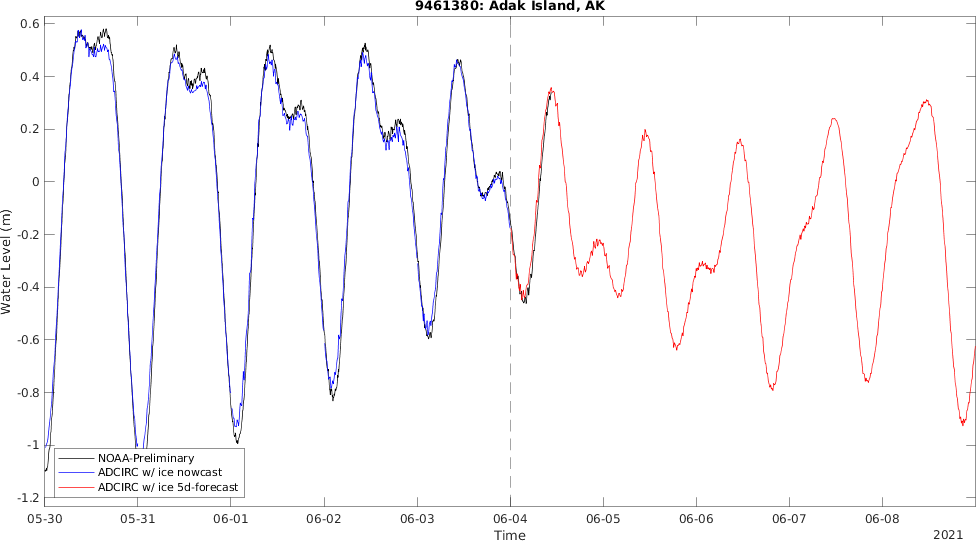 9461380: Adak Island, AK
Water Level (m)
0.6
0.4
0.2
0
-0.2
-0.4
-0.6
-0.8
-1
-1.2
NOAA-Preliminary
ADCIRC w/ ice nowcast
ADCIRC w/ ice 5d-forecast
05-30 05-31 06-01 06-02 06-03 06-04 06-05 06-06 06-07 06-08
Time
2021